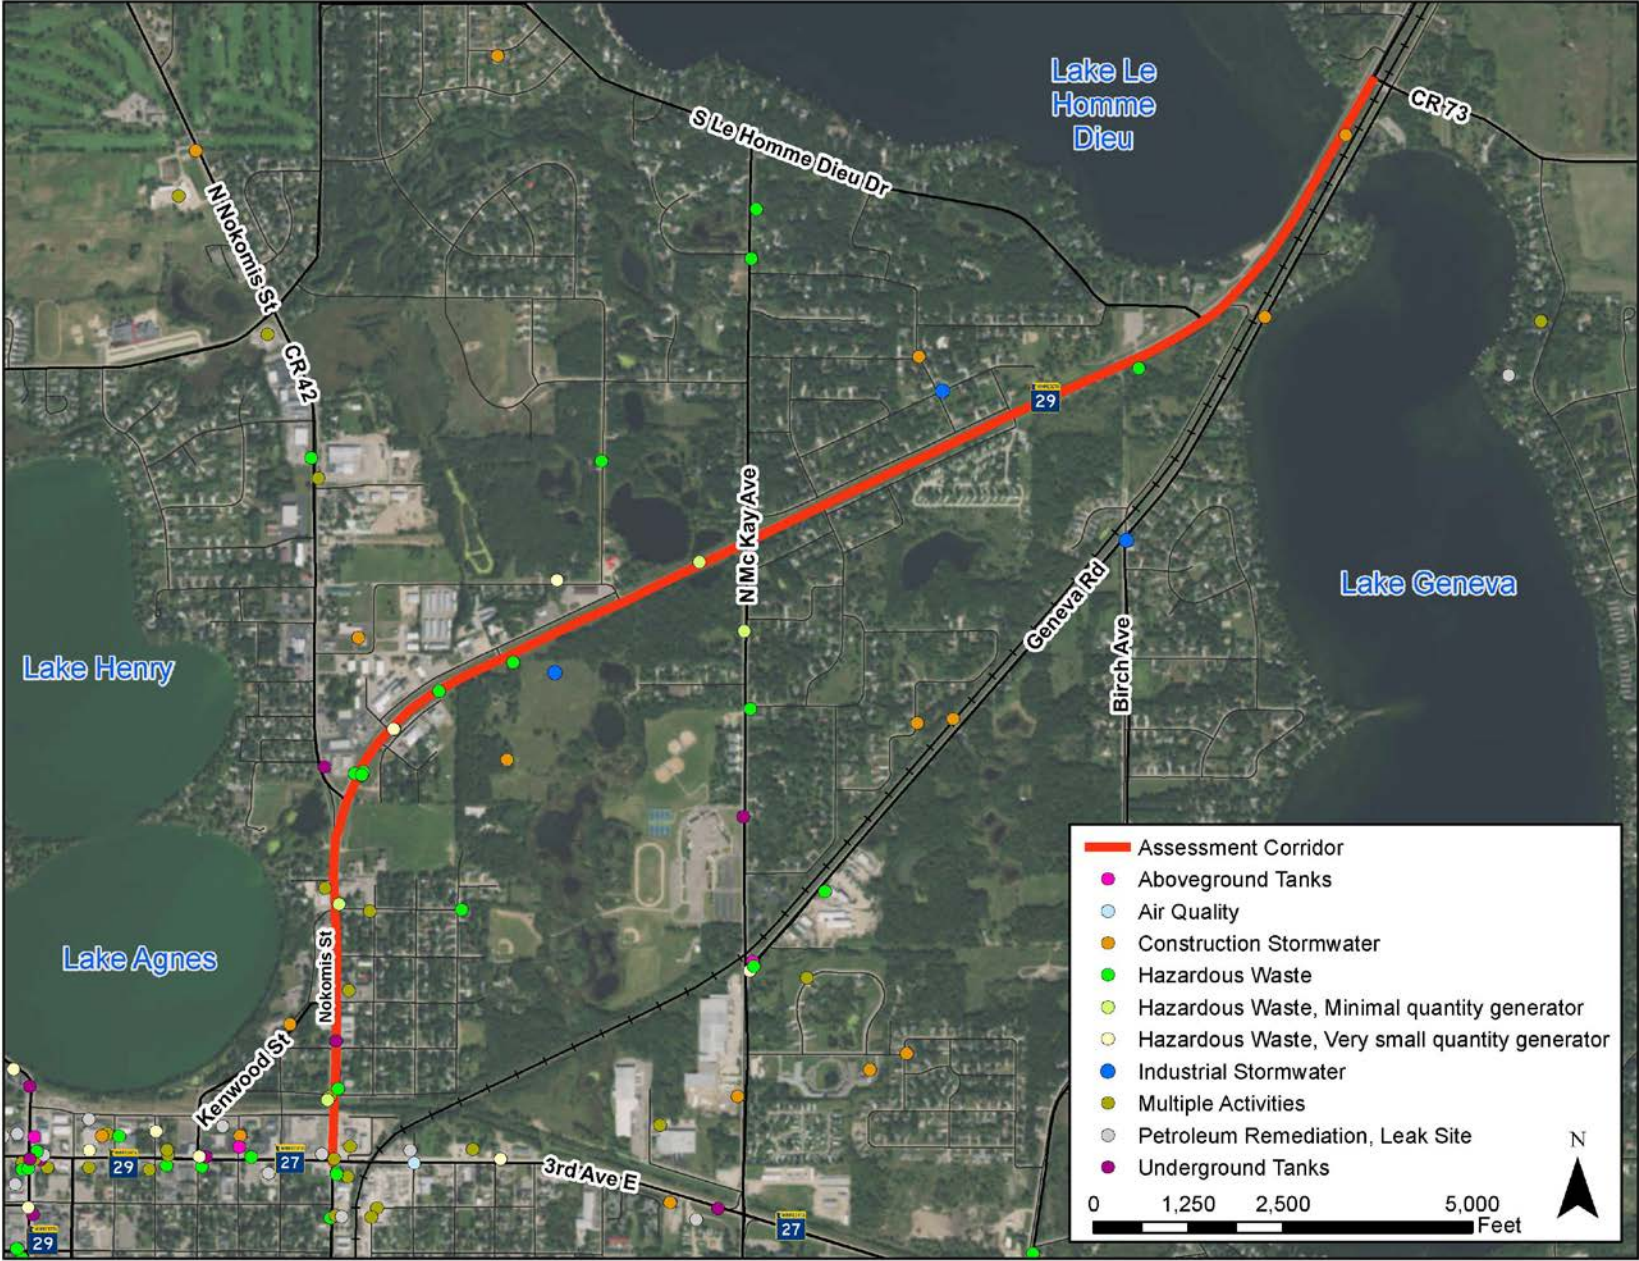 Lake Le
Homme
Dieu
CR 73
S Le Homme Dieu Dr
N Nokomis St
CR 42
29
N Mc Kay Ave
Lake Geneva
Geneva Rd
Birch Ave
Lake Henry
Lake Agnes
Nokomis St
Kenwood St
29
27
3rd Ave E
27
29
Assessment Corridor
Aboveground Tanks
Air Quality
Construction Stormwater
Hazardous Waste
Hazardous Waste, Minimal quantity generator
Hazardous Waste, Very small quantity generator
Industrial Stormwater
Multiple Activities
Petroleum Remediation, Leak Site
Underground Tanks
N
0 1,250 2,500 5,000
Feet